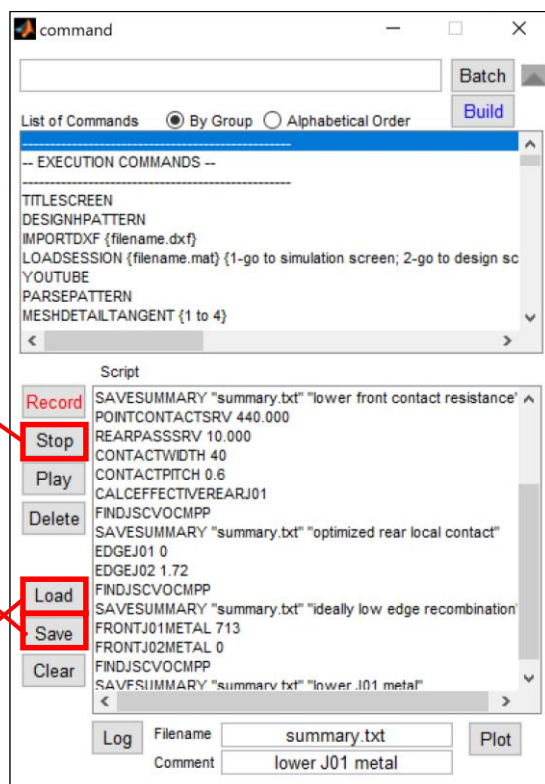 command
Batch
Build
List of Commands By Group Alphabetical Order
-- EXECUTION COMMANDS --
TITLESCREEN
DESIGNHPATTERN
IMPORTDXF {filename.dxf}
LOADSESSION {filename.mat} {1-go to simulation screen; 2-go to design sc
YOUTUBE
PARSEPATTERN
MESHDETAILTANGENT {1 to 4}
Script
Record
Stop
Play
Delete
Load
Save
Clear
SAVESUMMARY "summary.txt" "lower front contact resistance"
POINTCONTACTSRV 440.000
REARPASSSRV 10.000
CONTACTWIDTH 40
CONTACTPITCH 0.6
CALCEFFECTIVEREARJ01
FINDJSCVOCMPP
SAVESUMMARY "summary.txt" "optimized rear local contact"
EDGEJ01 0
EDGEJ02 1.72
FINDJSCVOCMPP
SAVESUMMARY "summary.txt" "ideally low edge recombination"
FRONTJ01METAL 713
FRONTJ02METAL 0
FINDJSCVOCMPP
SAVESUMMARY "summary.txt" "lower J01 metal"
Log
Filename summary.txt
Comment lower J01 metal
Plot